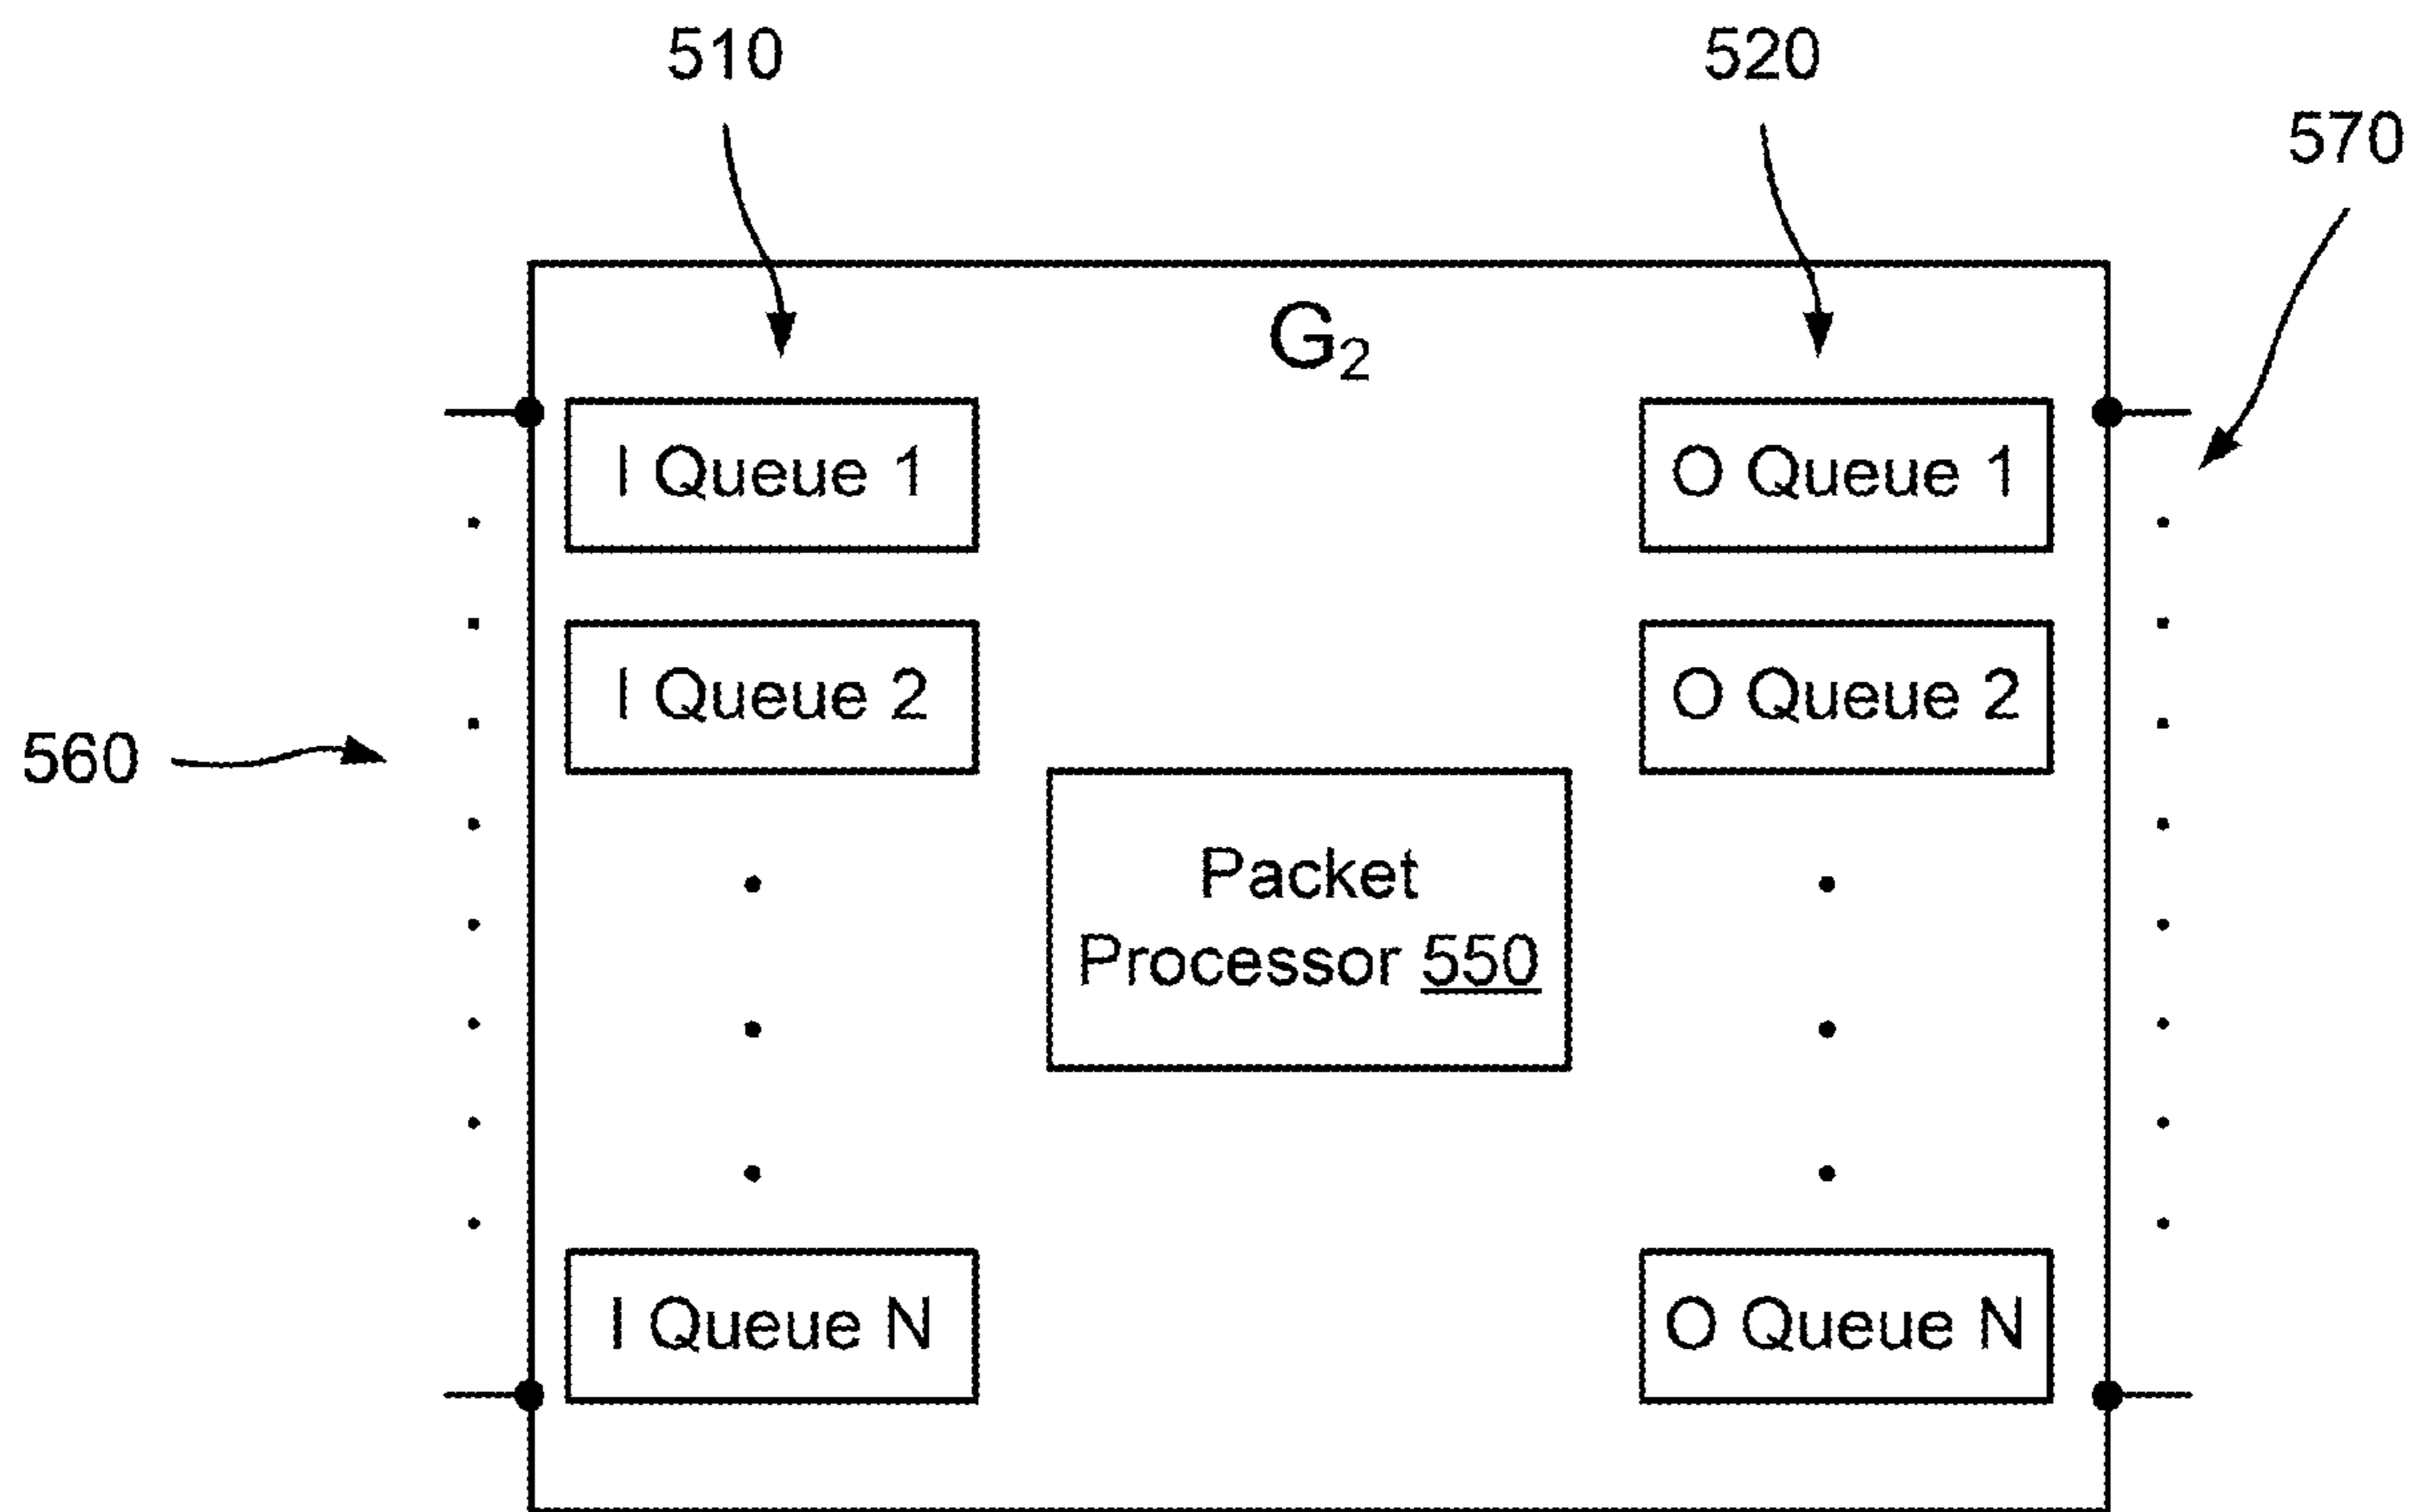 510
520
570
G₂
I Queue 1
O Queue 1
I Queue 2
O Queue 2
560
Packet
Processor 550
I Queue N
O Queue N